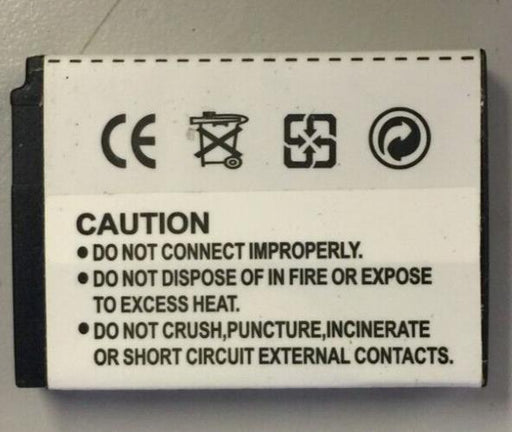 CE
CAUTION
• DO NOT CONNECT IMPROPERLY.
• DO NOT DISPOSE OF IN FIRE OR EXPOSE
TO EXCESS HEAT.
• DO NOT CRUSH,PUNCTURE,INCINERATE
OR SHORT CIRCUIT EXTERNAL CONTACTS.